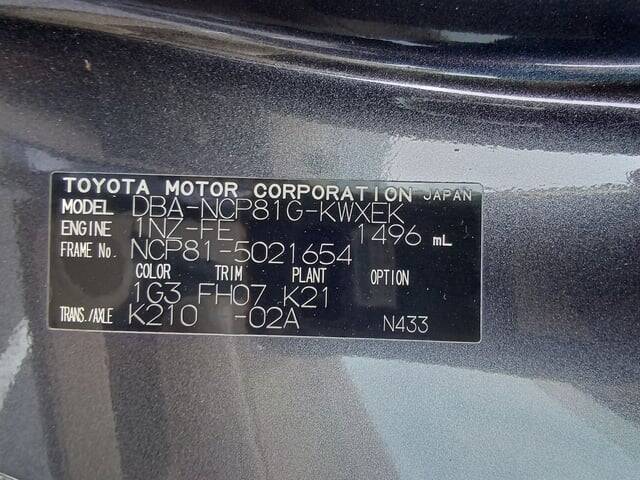 TOYOTA MOTOR CORPORATION JAPAN
MODEL DBA-NCP81G-KWXEK
ENGINE 1NZ-FE 1496 mL
FRAME No. NCP81-5021654
COLOR TRIM PLANT OPTION
1G3 FH07 K21
TRANS./AXLE K210 -02A N433